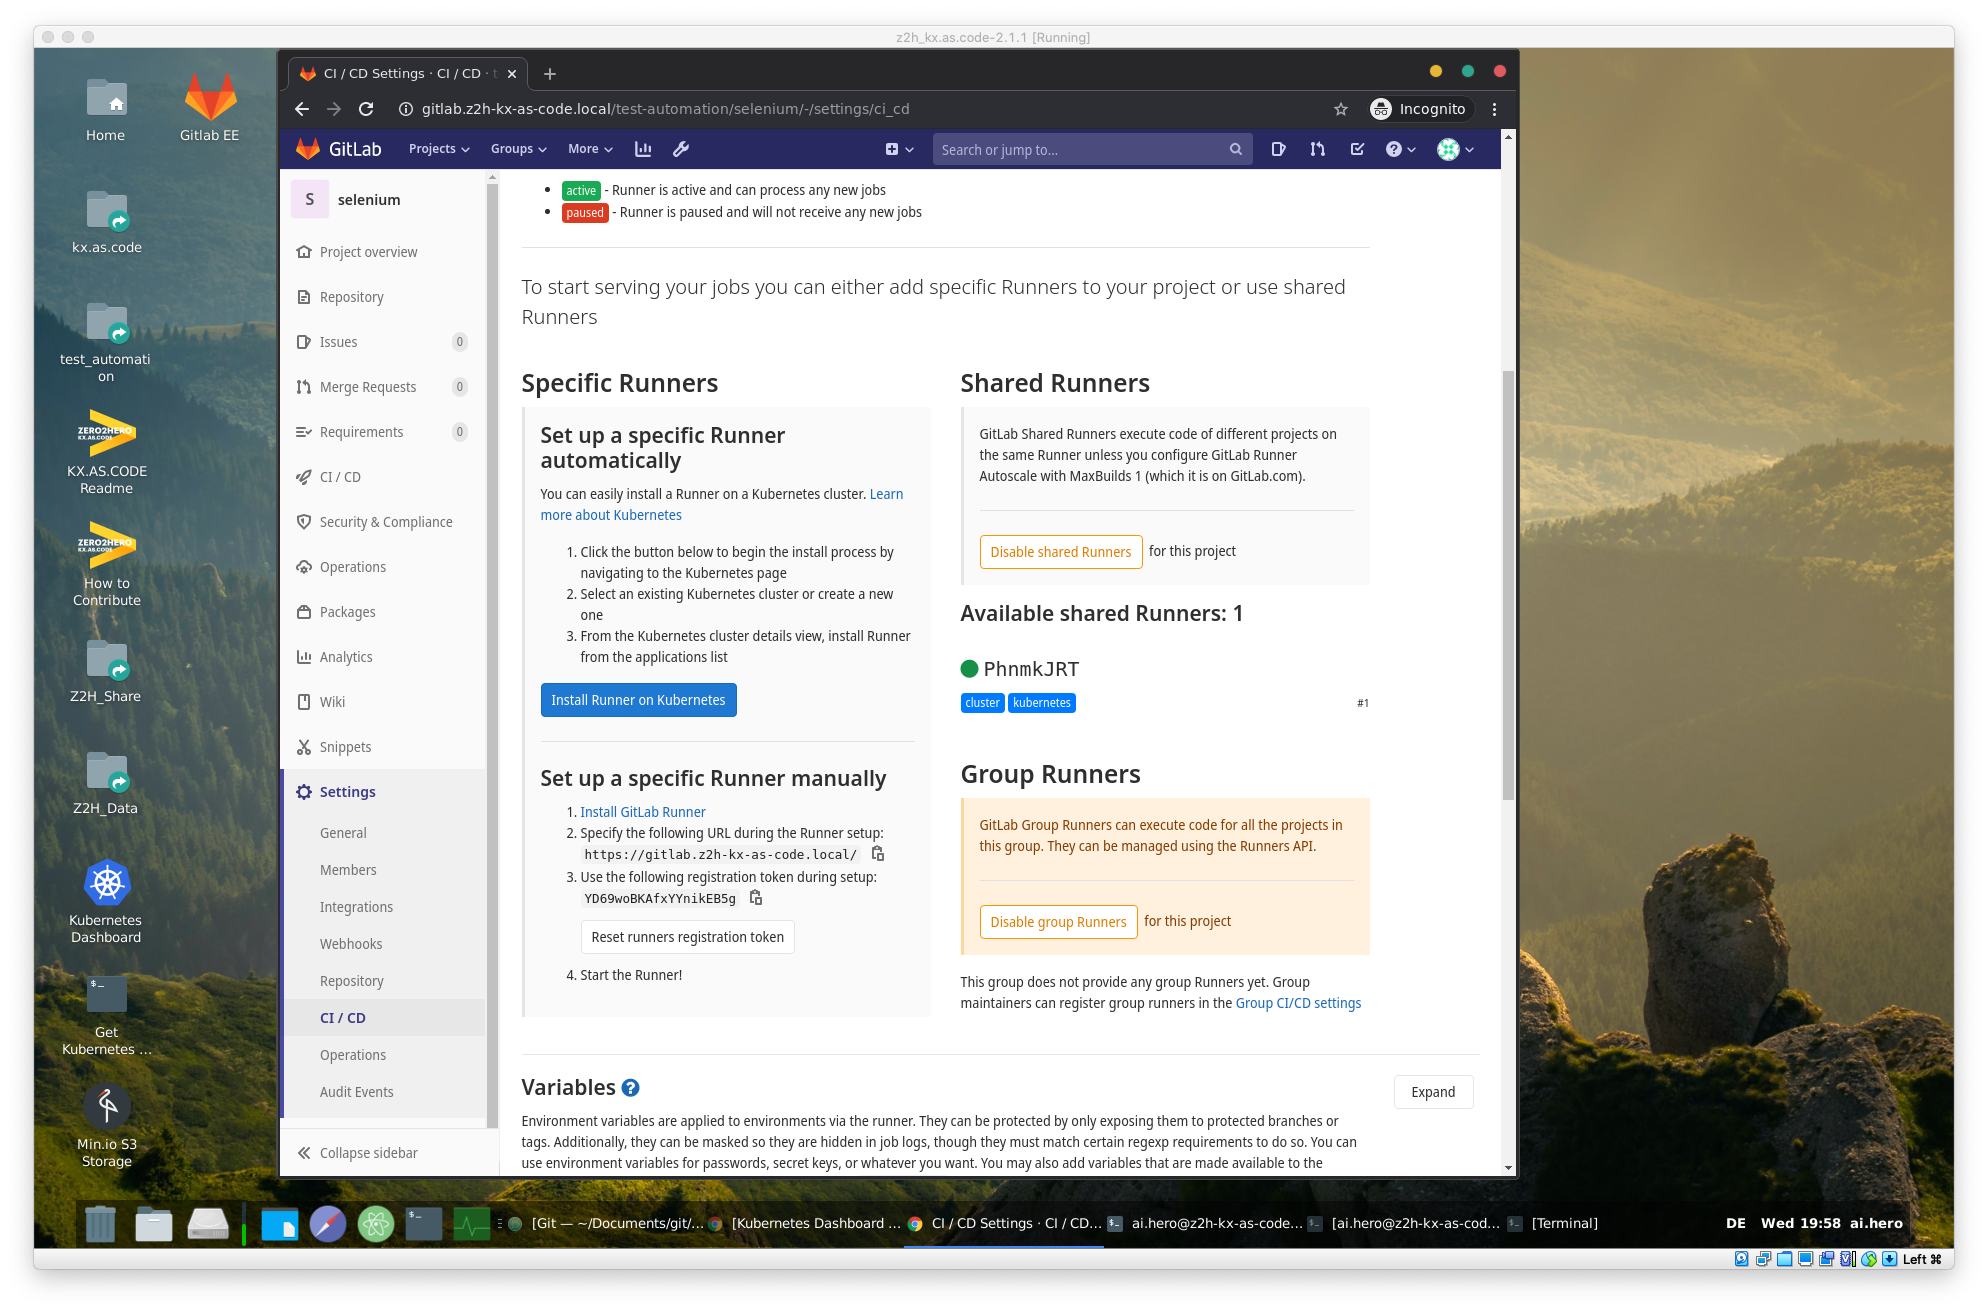 z2h_kx.as.code-2.1.1 [Running]
Home
Gitlab EE
kx.as.code
test_automati
on
ZERO2HERO
KX.AS.CODE
KX.AS.CODE
Readme
ZERO2HERO
KX.AS.CODE
How to
Contribute
Z2H_Share
Z2H_Data
Kubernetes
Dashboard
$_
Get
Kubernetes ...
Min.io S3
Storage
CI / CD Settings · CI / CD · t
gitlab.z2h-kx-as-code.local/test-automation/selenium/-/settings/ci_cd
Incognito
GitLab
Projects
Groups
More
Search or jump to...
S
selenium
Project overview
Repository
Issues
0
Merge Requests
0
Requirements
0
CI / CD
Security & Compliance
Operations
Packages
Analytics
Wiki
Snippets
Settings
General
Members
Integrations
Webhooks
Repository
CI / CD
Operations
Audit Events
Collapse sidebar
active - Runner is active and can process any new jobs
paused - Runner is paused and will not receive any new jobs
To start serving your jobs you can either add specific Runners to your project or use shared
Runners
Specific Runners
Set up a specific Runner
automatically
You can easily install a Runner on a Kubernetes cluster. Learn
more about Kubernetes
1. Click the button below to begin the install process by
navigating to the Kubernetes page
2. Select an existing Kubernetes cluster or create a new
one
3. From the Kubernetes cluster details view, install Runner
from the applications list
Install Runner on Kubernetes
Set up a specific Runner manually
1. Install GitLab Runner
2. Specify the following URL during the Runner setup:
https://gitlab.z2h-kx-as-code.local/
3. Use the following registration token during setup:
YD69woBKAfxYYnikEB5g
Reset runners registration token
4. Start the Runner!
Shared Runners
GitLab Shared Runners execute code of different projects on
the same Runner unless you configure GitLab Runner
Autoscale with MaxBuilds 1 (which it is on GitLab.com).
Disable shared Runners for this project
Available shared Runners: 1
PhnmkJRT
cluster kubernetes
#1
Group Runners
GitLab Group Runners can execute code for all the projects in
this group. They can be managed using the Runners API.
Disable group Runners for this project
This group does not provide any group Runners yet. Group
maintainers can register group runners in the Group CI/CD settings
Variables
Expand
Environment variables are applied to environments via the runner. They can be protected by only exposing them to protected branches or
tags. Additionally, they can be masked so they are hidden in job logs, though they must match certain regexp requirements to do so. You can
use environment variables for passwords, secret keys, or whatever you want. You may also add variables that are made available to the
[Git — ~/Documents/git/...
[Kubernetes Dashboard ...
CI / CD Settings · CI / CD...
ai.hero@z2h-kx-as-code...
[ai.hero@z2h-kx-as-cod...
[Terminal]
DE
Wed 19:58
ai.hero
Left ⌘